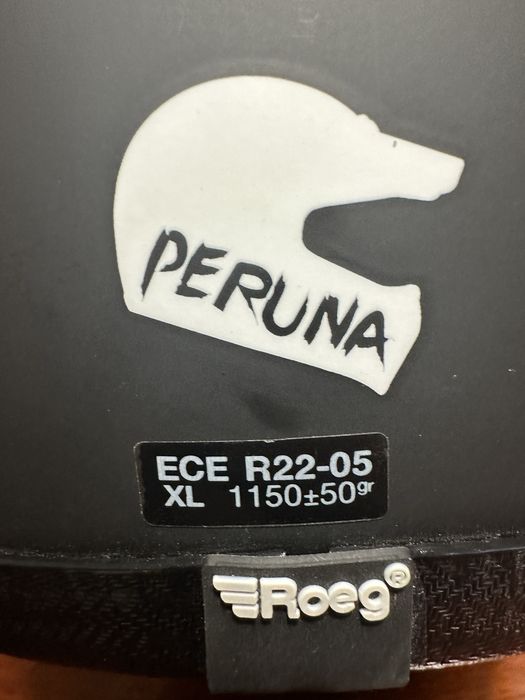 PERUNA
ECE R22-05
XL 1150±50gr
Roeg®